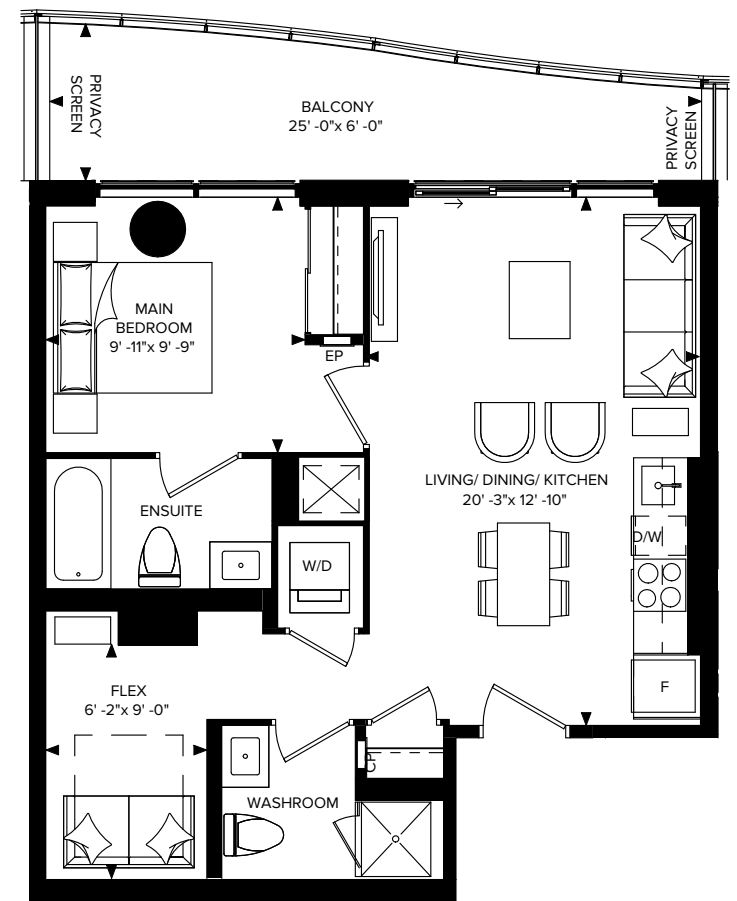 PRIVACY
SCREEN
BALCONY
25' -0"x 6' -0"
PRIVACY
SCREEN
MAIN
BEDROOM
9' -11"x 9' -9"
EP
LIVING/ DINING/ KITCHEN
20' -3"x 12' -10"
ENSUITE
D/W
W/D
F
FLEX
6' -2"x 9' -0"
CP
WASHROOM